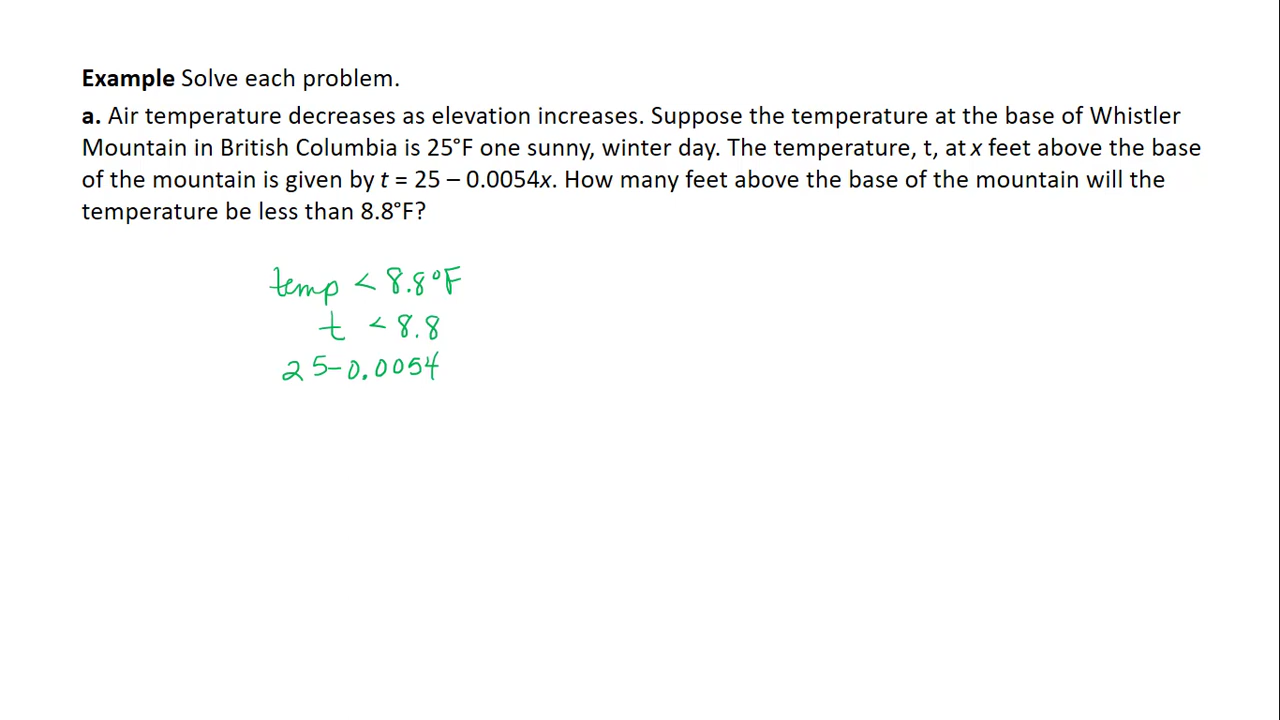 Example Solve each problem.
a. Air temperature decreases as elevation increases. Suppose the temperature at the base of Whistler
Mountain in British Columbia is 25°F one sunny, winter day. The temperature, t, at x feet above the base
of the mountain is given by t = 25 – 0.0054x. How many feet above the base of the mountain will the
temperature be less than 8.8°F?
temp < 8.8°F
t < 8.8
25-0.0054